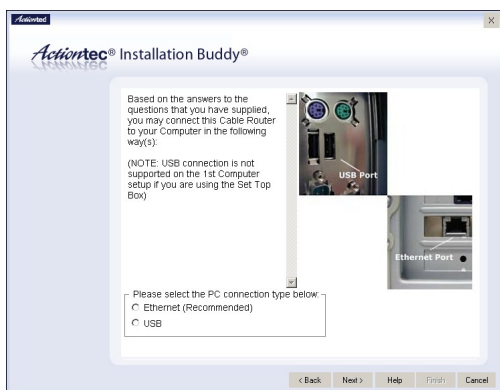 Actiontec
X
Actiontec® Installation Buddy®
Based on the answers to the
questions that you have supplied,
you may connect this Cable Router
to your Computer in the following
way(s):
(NOTE: USB connection is not
supported on the 1st Computer
setup if you are using the Set Top
Box)
USB Port
Ethernet Port
Please select the PC connection type below:
Ethernet (Recommended)
USB
< Back Next > Help Finish Cancel